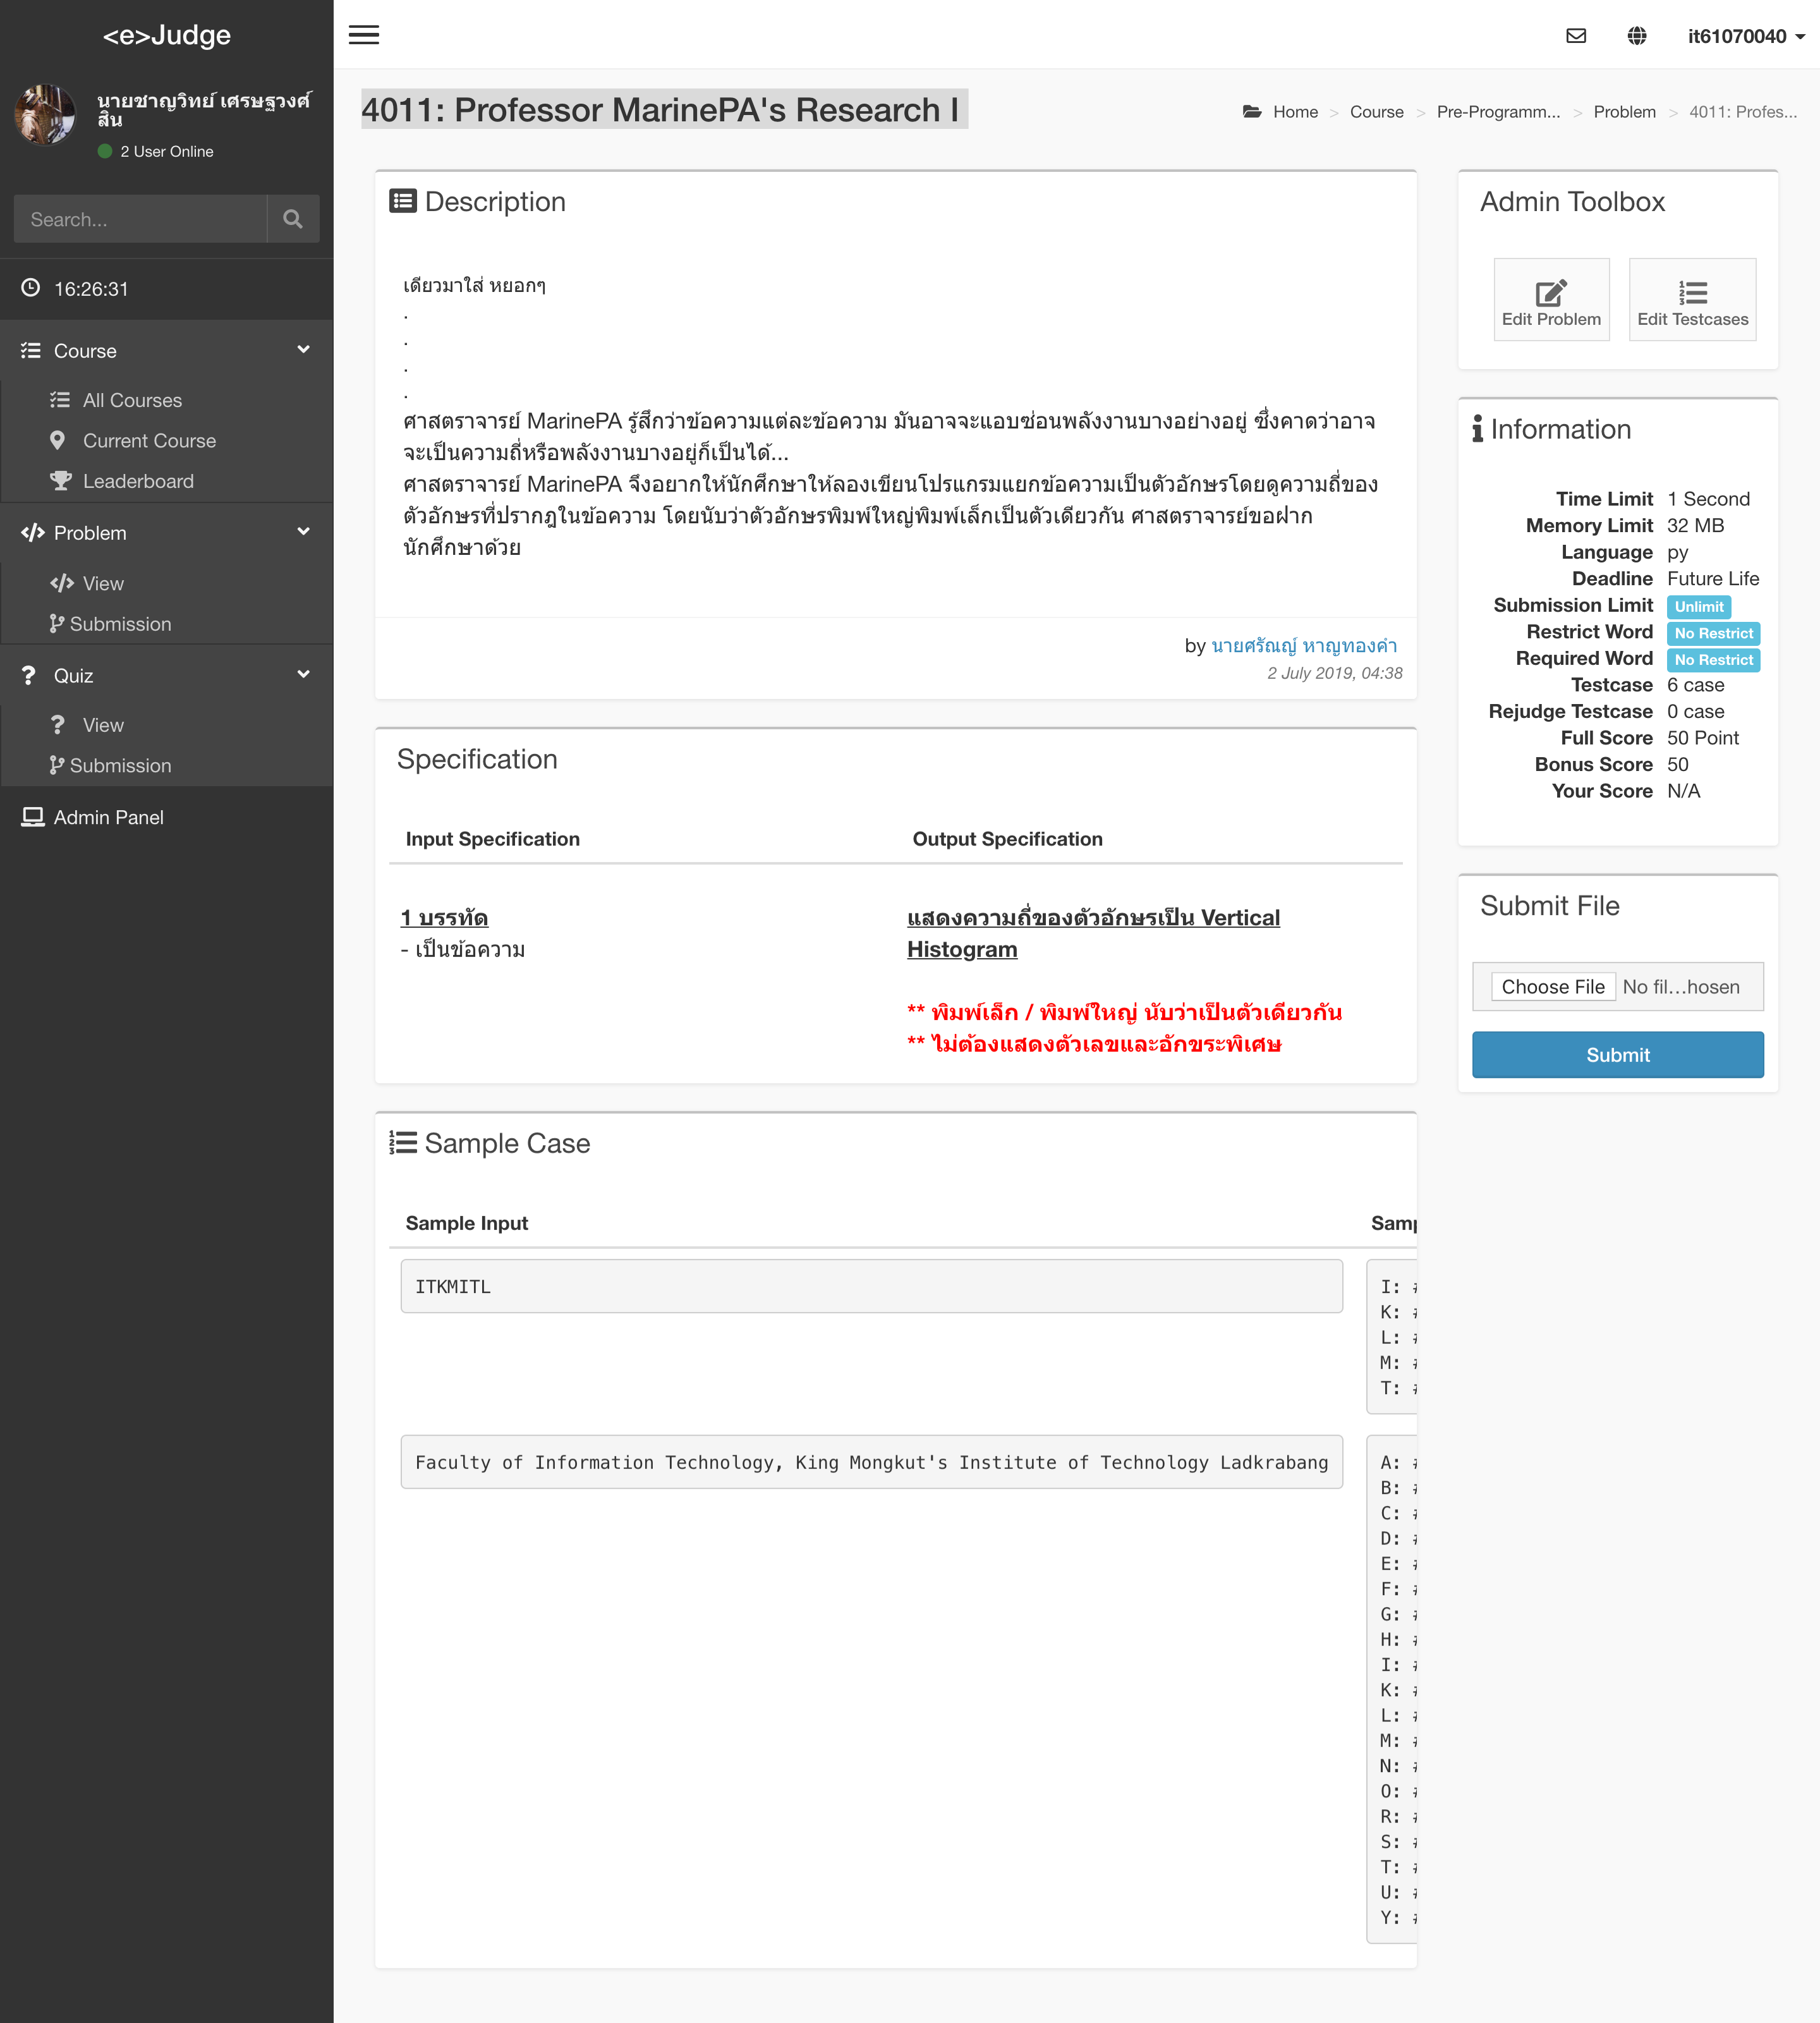 <e>Judge
นายชาญวิทย์ เศรษฐวงศ์
สิน
2 User Online
Search...
16:26:31
Course
All Courses
Current Course
Leaderboard
Problem
View
Submission
Quiz
View
Submission
Admin Panel
it61070040
4011: Professor MarinePA's Research I
Home > Course > Pre-Programm... > Problem > 4011: Profes...
Description
เดียวมาใส่ หยอกๆ
.
.
.
.
ศาสตราจารย์ MarinePA รู้สึกว่าข้อความแต่ละข้อความ มันอาจจะแอบซ่อนพลังงานบางอย่างอยู่ ซึ่งคาดว่าอาจ
จะเป็นความถี่หรือพลังงานบางอยู่ก็เป็นได้...
ศาสตราจารย์ MarinePA จึงอยากให้นักศึกษาให้ลองเขียนโปรแกรมแยกข้อความเป็นตัวอักษรโดยดูความถี่ของ
ตัวอักษรที่ปรากฎในข้อความ โดยนับว่าตัวอักษรพิมพ์ใหญ่พิมพ์เล็กเป็นตัวเดียวกัน ศาสตราจารย์ขอฝาก
นักศึกษาด้วย
by นายศรัณญ์ หาญทองคำ
2 July 2019, 04:38
Specification
Input Specification
Output Specification
1 บรรทัด
- เป็นข้อความ
แสดงความถี่ของตัวอักษรเป็น Vertical
Histogram
** พิมพ์เล็ก / พิมพ์ใหญ่ นับว่าเป็นตัวเดียวกัน
** ไม่ต้องแสดงตัวเลขและอักขระพิเศษ
Sample Case
Sample Input
ITKMITL
I:
K:
L:
M:
T:
Faculty of Information Technology, King Mongkut's Institute of Technology Ladkrabang
A:
B:
C:
D:
E:
F:
G:
H:
I:
K:
L:
M:
N:
O:
R:
S:
T:
U:
Y:
Admin Toolbox
Edit Problem
Edit Testcases
Information
Time Limit 1 Second
Memory Limit 32 MB
Language py
Deadline Future Life
Submission Limit Unlimit
Restrict Word No Restrict
Required Word No Restrict
Testcase 6 case
Rejudge Testcase 0 case
Full Score 50 Point
Bonus Score 50
Your Score N/A
Submit File
Choose File No fil...hosen
Submit